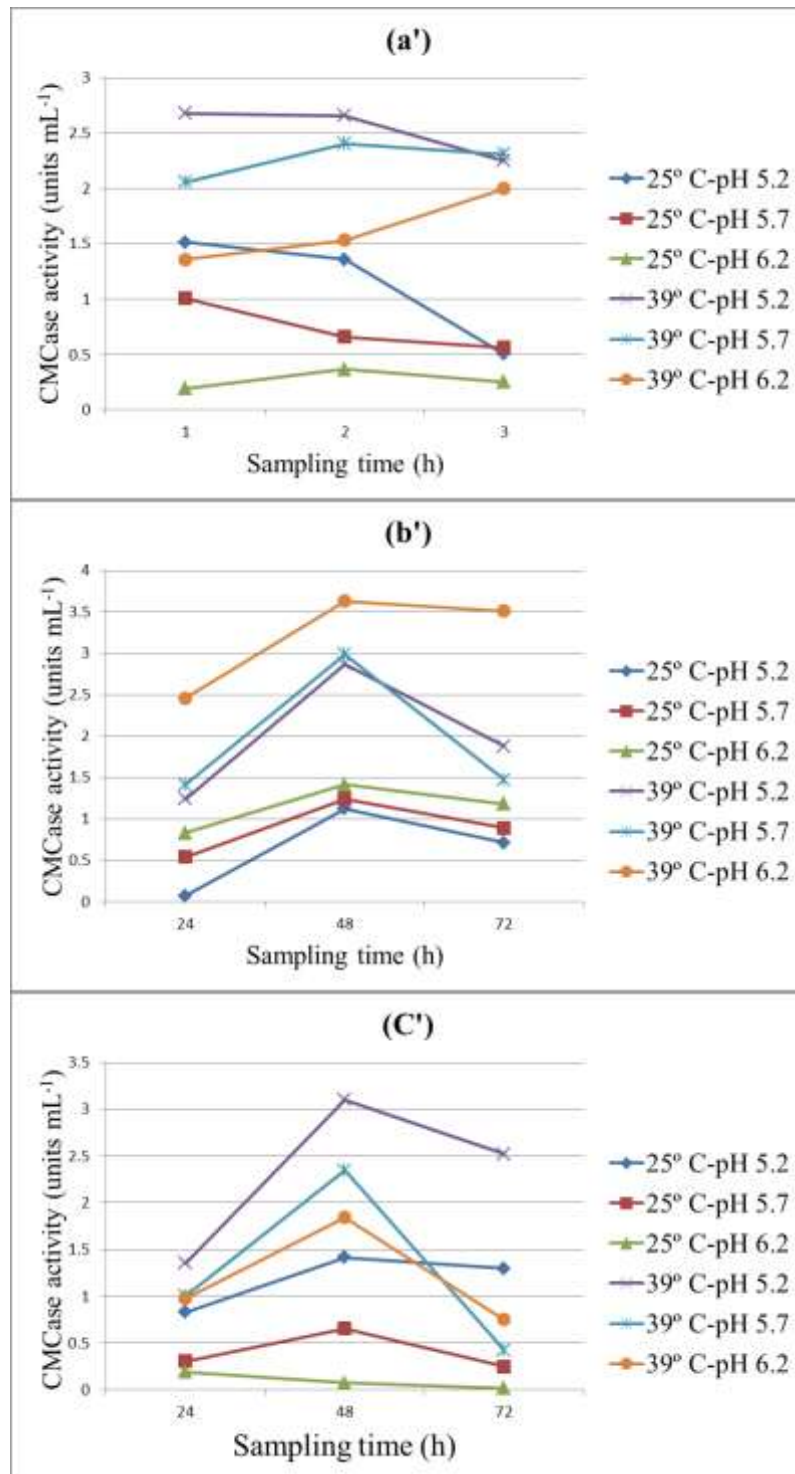 (a')
CMCase activity (units mL-1)
3
2.5
2
1.5
1
0.5
0
1 2 3
Sampling time (h)
25º C-pH 5.2
25º C-pH 5.7
25º C-pH 6.2
39º C-pH 5.2
39º C-pH 5.7
39º C-pH 6.2
(b')
CMCase activity (units mL-1)
4
3.5
3
2.5
2
1.5
1
0.5
0
24 48 72
Sampling time (h)
25º C-pH 5.2
25º C-pH 5.7
25º C-pH 6.2
39º C-pH 5.2
39º C-pH 5.7
39º C-pH 6.2
(C')
CMCase activity (units mL-1)
3.5
3
2.5
2
1.5
1
0.5
0
24 48 72
Sampling time (h)
25º C-pH 5.2
25º C-pH 5.7
25º C-pH 6.2
39º C-pH 5.2
39º C-pH 5.7
39º C-pH 6.2